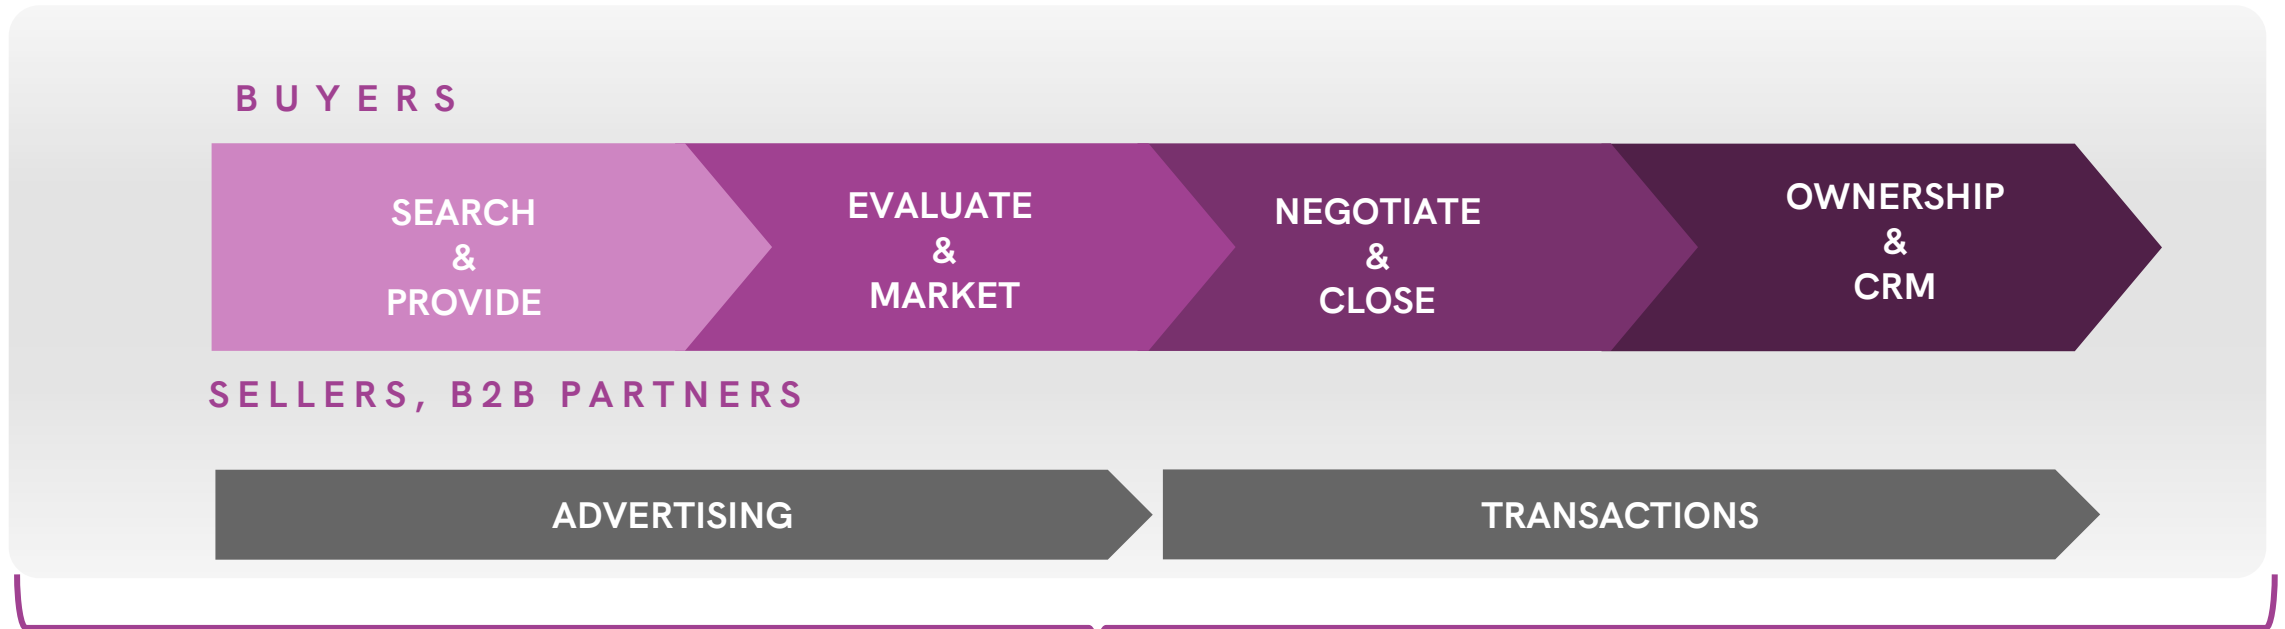 BUYERS
SEARCH
&
PROVIDE
EVALUATE
&
MARKET
NEGOTIATE
&
CLOSE
OWNERSHIP
&
CRM
SELLERS, B2B PARTNERS
ADVERTISING
TRANSACTIONS